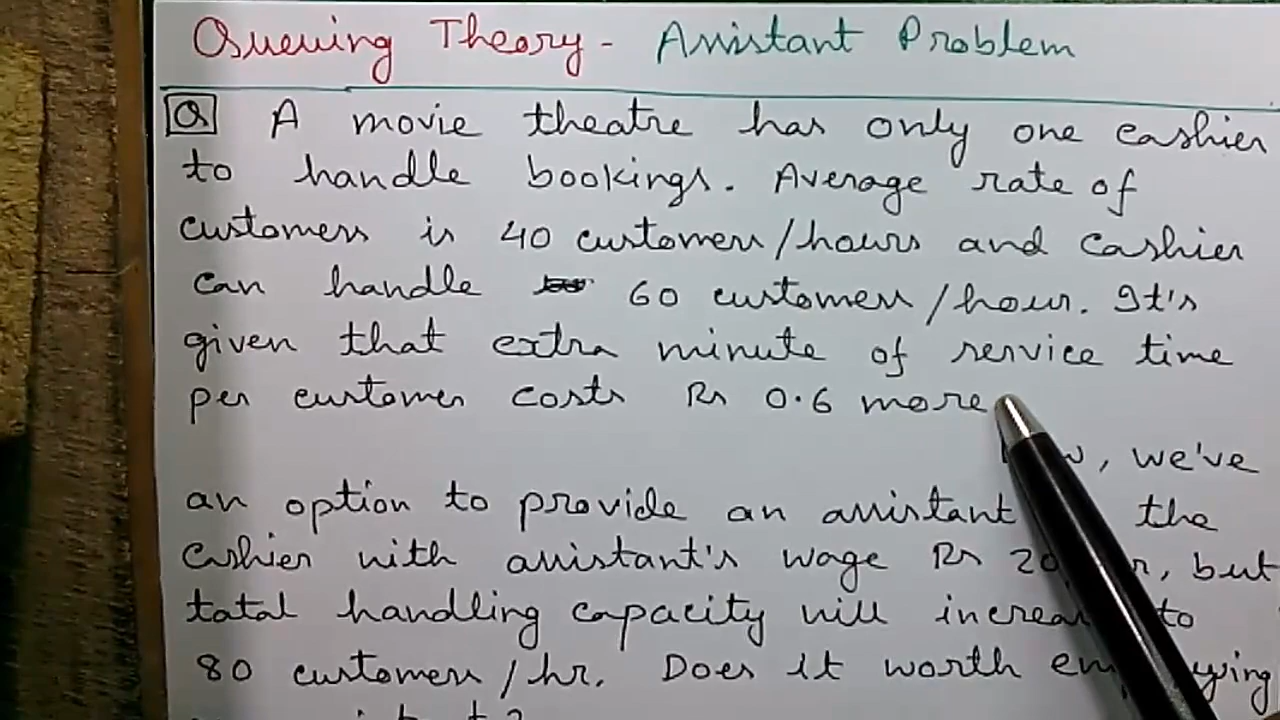 Queuing Theory - Assistant Problem
Q A movie theatre has only one cashier
to handle bookings. Average rate of
customers is 40 customers/hours and cashier
can handle 60 customers/hour. It's
given that extra minute of service time
per customer costs Rs 0.6 more
, we've
an option to provide an assistant the
cashier with assistant's wage Rs but
total handling capacity will to
80 customers/hr. Does it worth